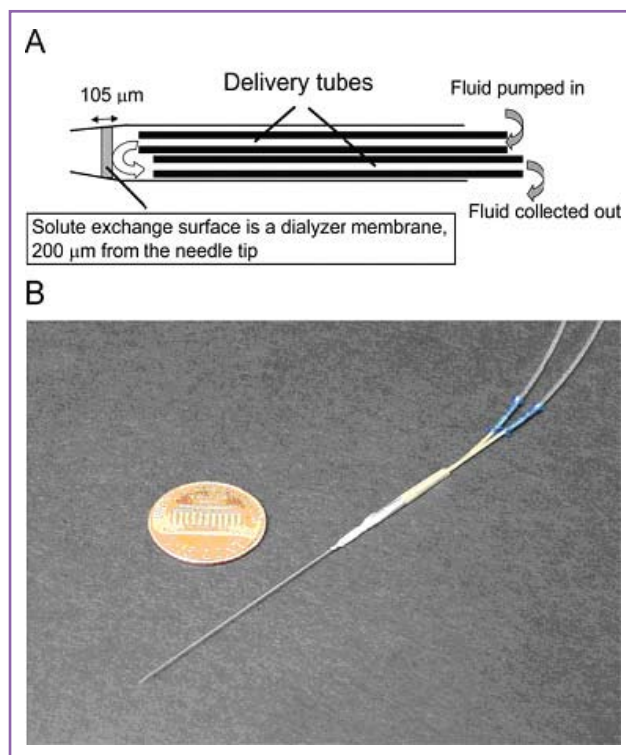 A
105 μm
Delivery tubes
Fluid pumped in
Fluid collected out
Solute exchange surface is a dialyzer membrane,
200 μm from the needle tip
B